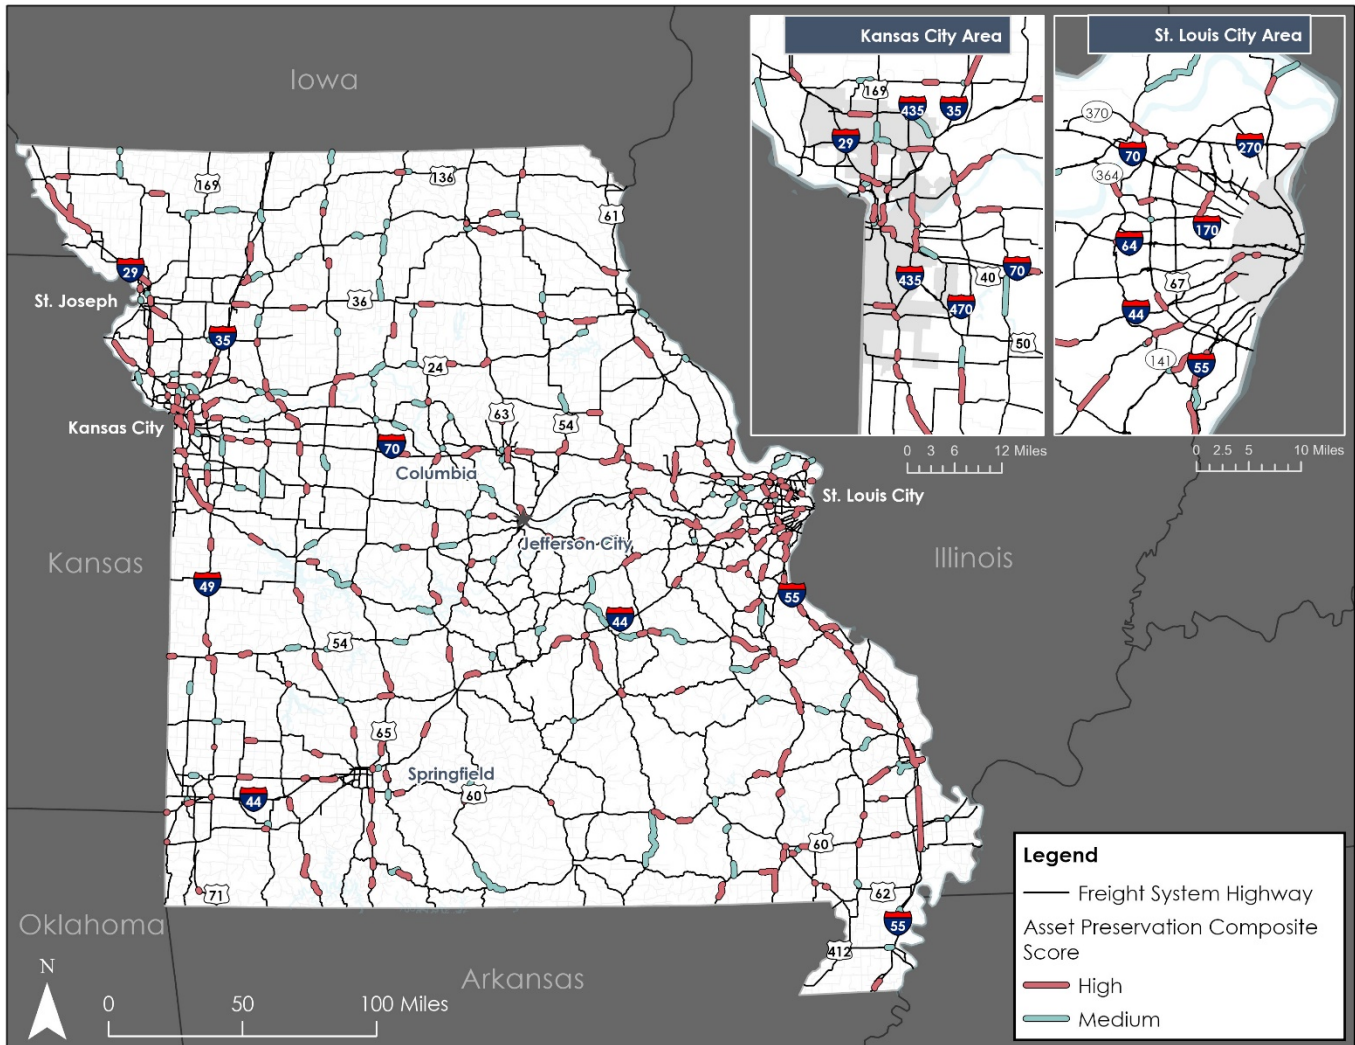 Iowa
Kansas City Area
St. Louis City Area
169
435
35
29
435
40
70
470
50
370
70
270
364
170
64
67
44
141
55
0 3 6 12 Miles
0 2.5 5 10 Miles
169
136
61
29
St. Joseph
36
35
24
Kansas City
63
54
70
Columbia
St. Louis City
Jefferson City
Kansas
Illinois
49
55
44
54
65
Springfield
60
44
60
71
62
55
412
Oklahoma
Arkansas
N
0 50 100 Miles
Legend
Freight System Highway
Asset Preservation Composite
Score
High
Medium